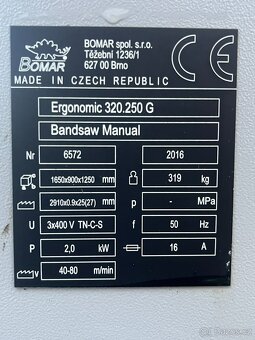 BOMAR
BOMAR spol. s.r.o.
Těžební 1236/1
627 00 Brno
CE
MADE IN CZECH REPUBLIC
Ergonomic 320.250 G
Bandsaw Manual
Nr 6572 2016
1650x900x1250 mm 319 kg
2910x0.9x25(27) mm p - MPa
U 3x400 V TN-C-S f 50 Hz
P 2,0 kW 16 A
v 40-80 m/min